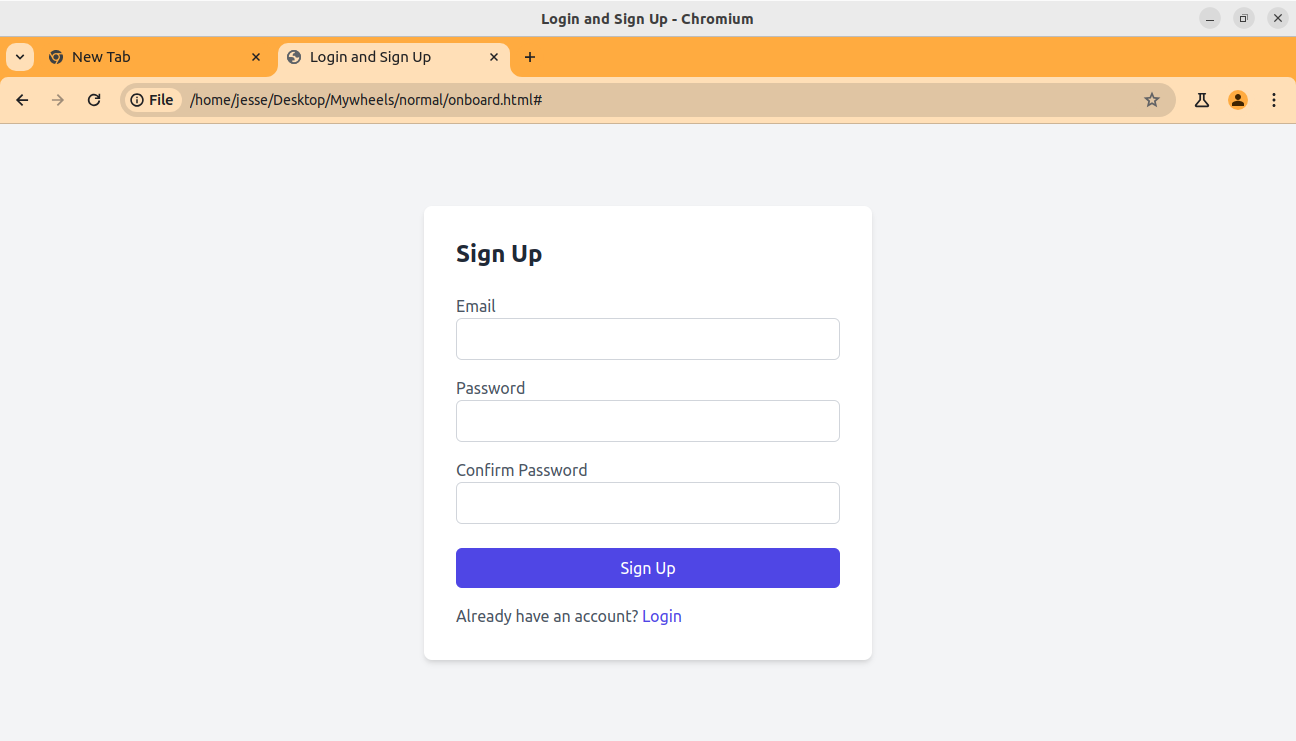 Login and Sign Up - Chromium
New Tab
Login and Sign Up
File
/home/jesse/Desktop/Mywheels/normal/onboard.html#
Sign Up
Email
Password
Confirm Password
Sign Up
Already have an account? Login